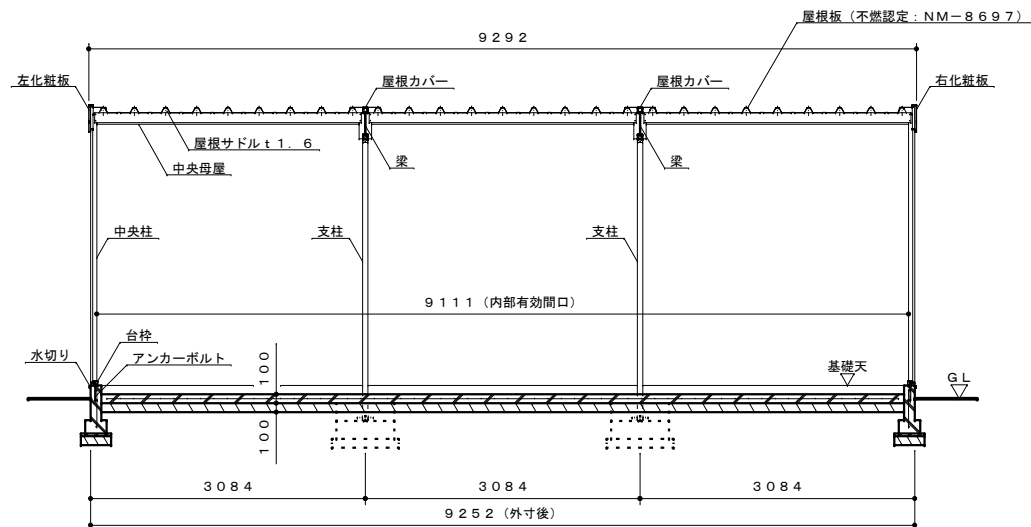 屋根板（不燃認定：ＮＭ－８６９７）
９２９２
左化粧板
屋根カバー
屋根カバー
右化粧板
屋根サドルｔ１．６
中央母屋
梁
梁
中央柱
支柱
支柱
９１１１（内部有効間口）
台枠
水切り
アンカーボルト
１００
基礎天
ＧＬ
１００
３０８４
３０８４
３０８４
９２５２（外寸後）